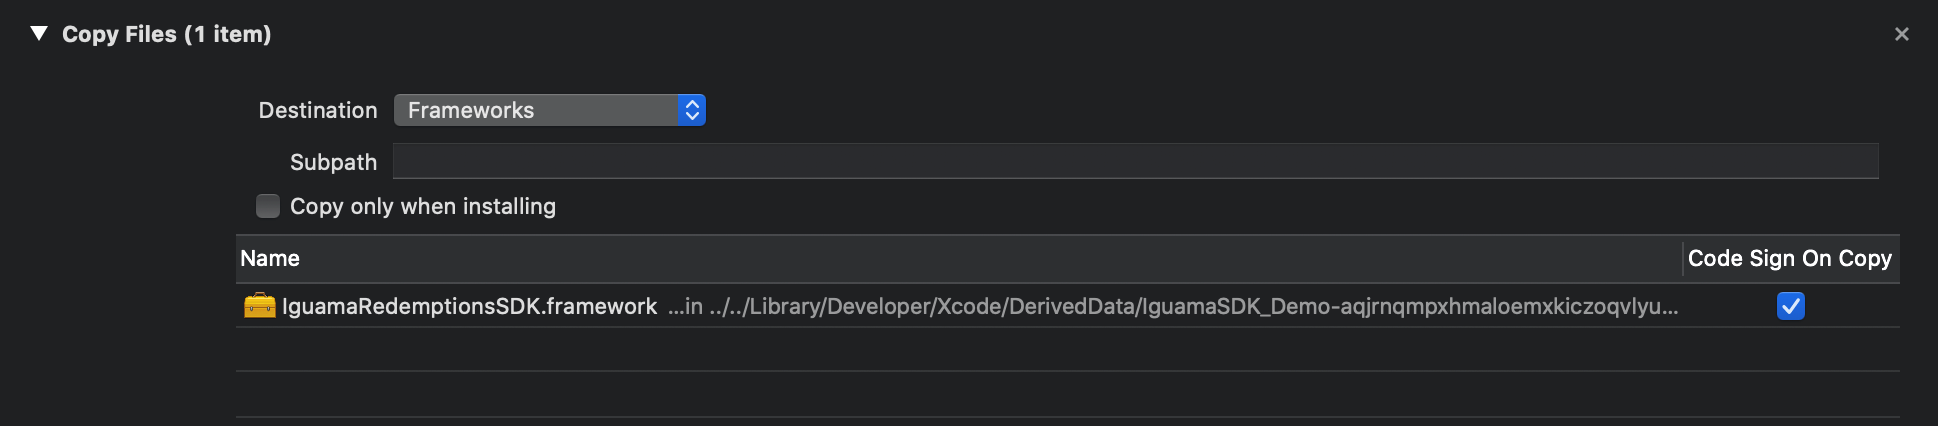 Copy Files (1 item)
Destination Frameworks
Subpath
Copy only when installing
Name Code Sign On Copy
IguamaRedemptionsSDK.framework ...in ../../Library/Developer/Xcode/DerivedData/IguamaSDK_Demo-aqjrnqmpxhmaloemxkiczoqvlyu...